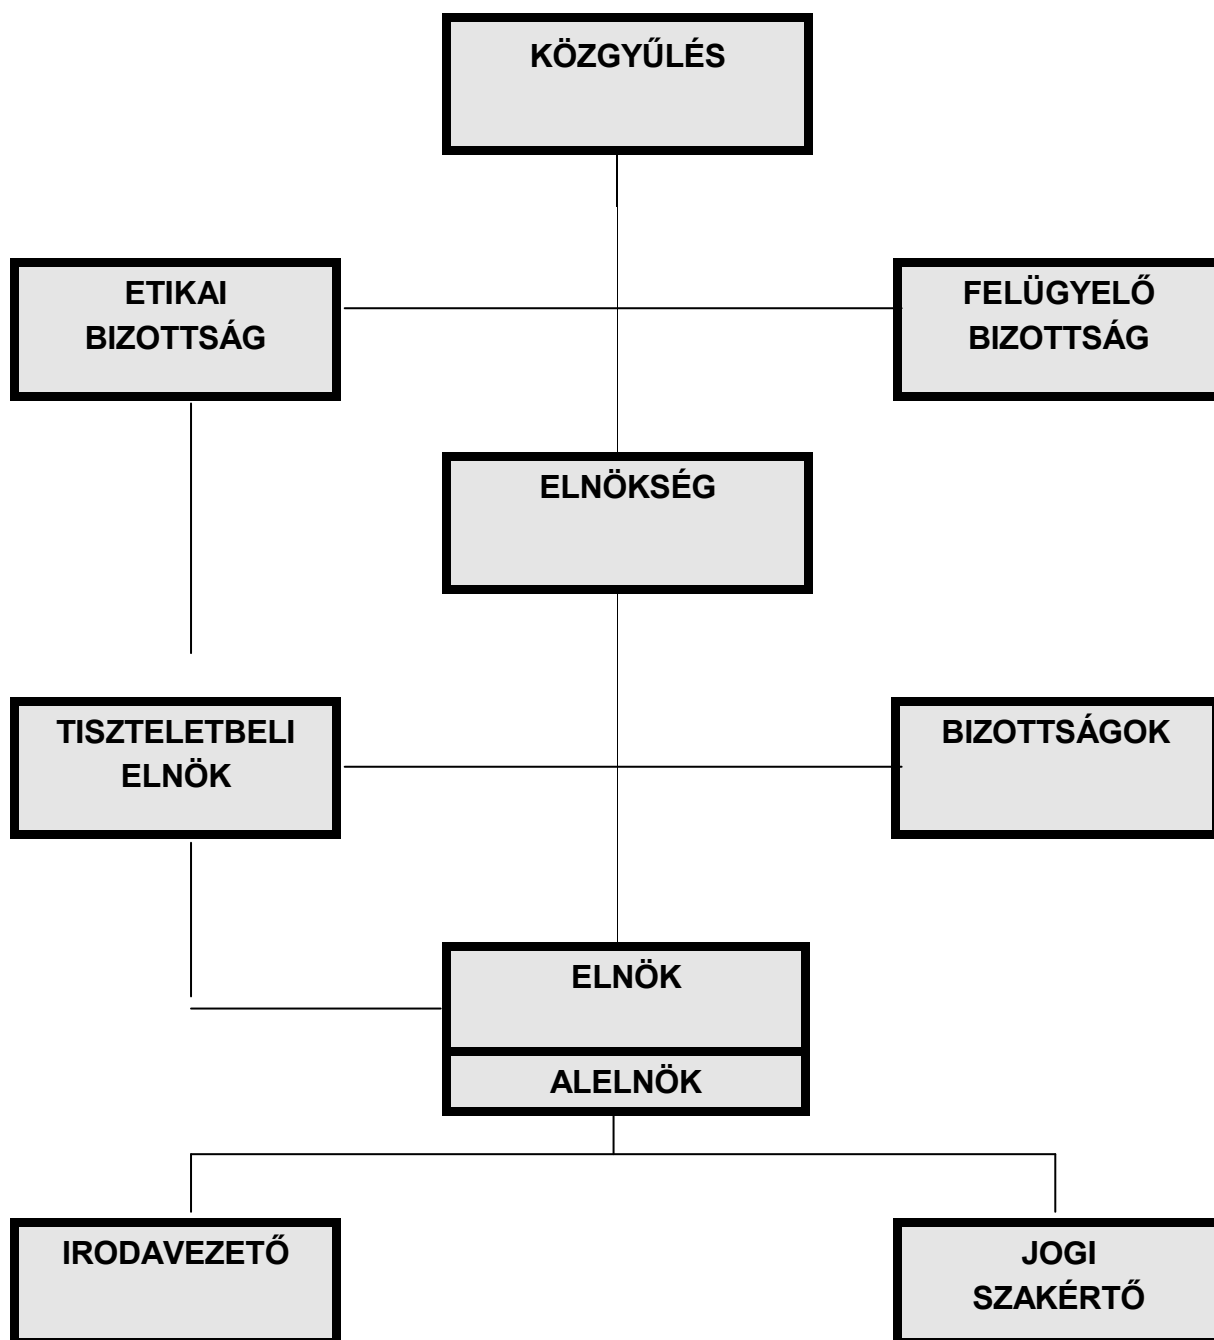 KÖZGYŰLÉS
ETIKAI
BIZOTTSÁG
FELÜGYELŐ
BIZOTTSÁG
ELNÖKSÉG
TISZTELETBELI
ELNÖK
BIZOTTSÁGOK
ELNÖK
ALELNÖK
IRODAVEZETŐ
JOGI
SZAKÉRTŐ